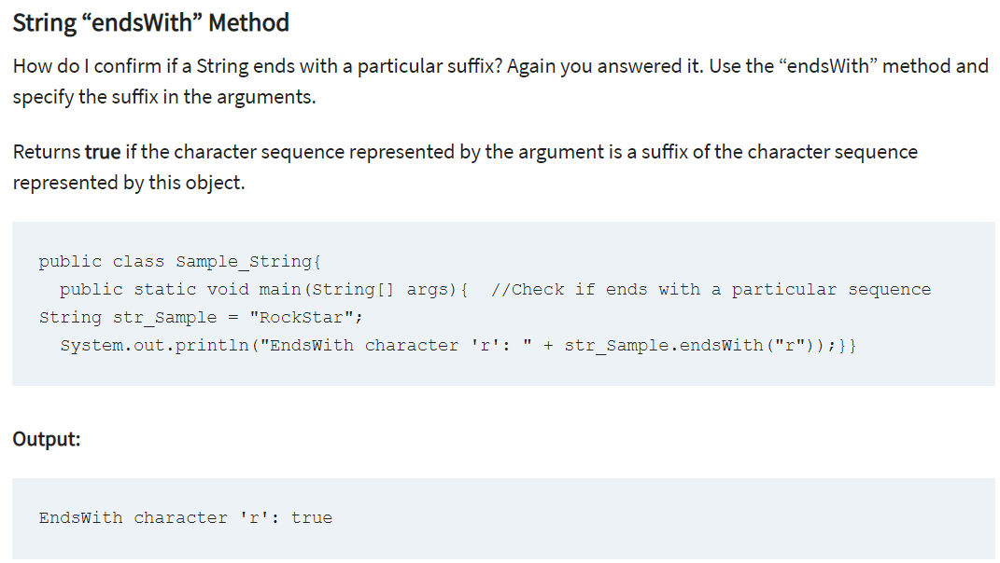 String “endsWith” Method
How do I confirm if a String ends with a particular suffix? Again you answered it. Use the “endsWith” method and
specify the suffix in the arguments.
Returns true if the character sequence represented by the argument is a suffix of the character sequence
represented by this object.
public class Sample_String{
  public static void main(String[] args){  //Check if ends with a particular sequence
String str_Sample = "RockStar";
  System.out.println("EndsWith character 'r': " + str_Sample.endsWith("r"));}}
Output:
EndsWith character 'r': true